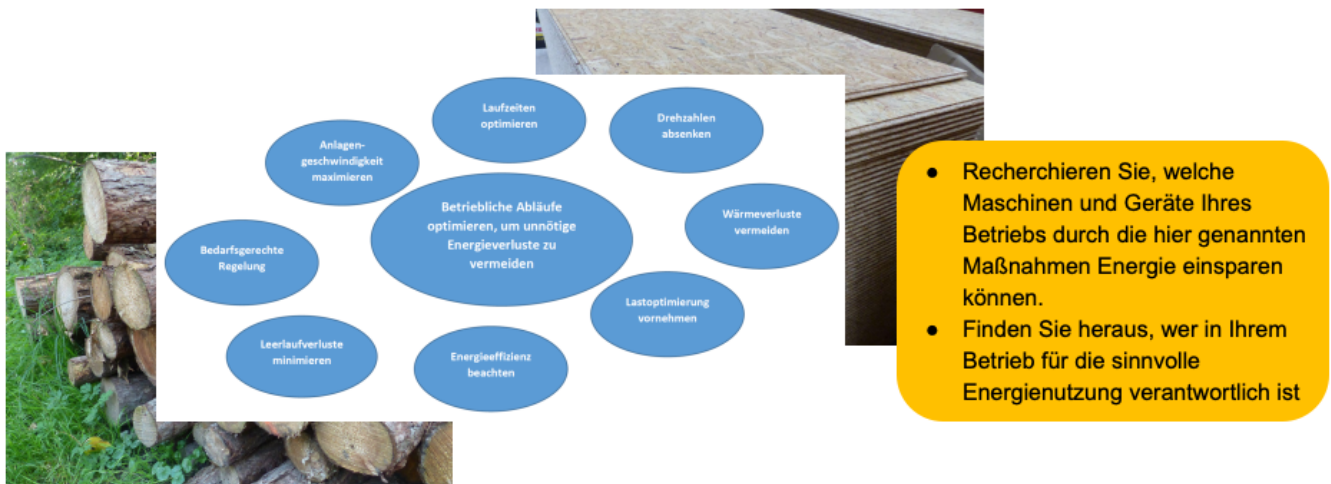 Laufzeiten
optimieren
Drehzahlen
absenken
Anlagen-
geschwindigkeit
maximieren
Betriebliche Abläufe
optimieren, um unnötige
Energieverluste zu
vermeiden
Wärmeverluste
vermeiden
Bedarfsgerechte
Regelung
Lastoptimierung
vornehmen
Leerlaufverluste
minimieren
Energieeffizienz
beachten
● Recherchieren Sie, welche
Maschinen und Geräte Ihres
Betriebs durch die hier genannten
Maßnahmen Energie einsparen
können.
● Finden Sie heraus, wer in Ihrem
Betrieb für die sinnvolle
Energienutzung verantwortlich ist